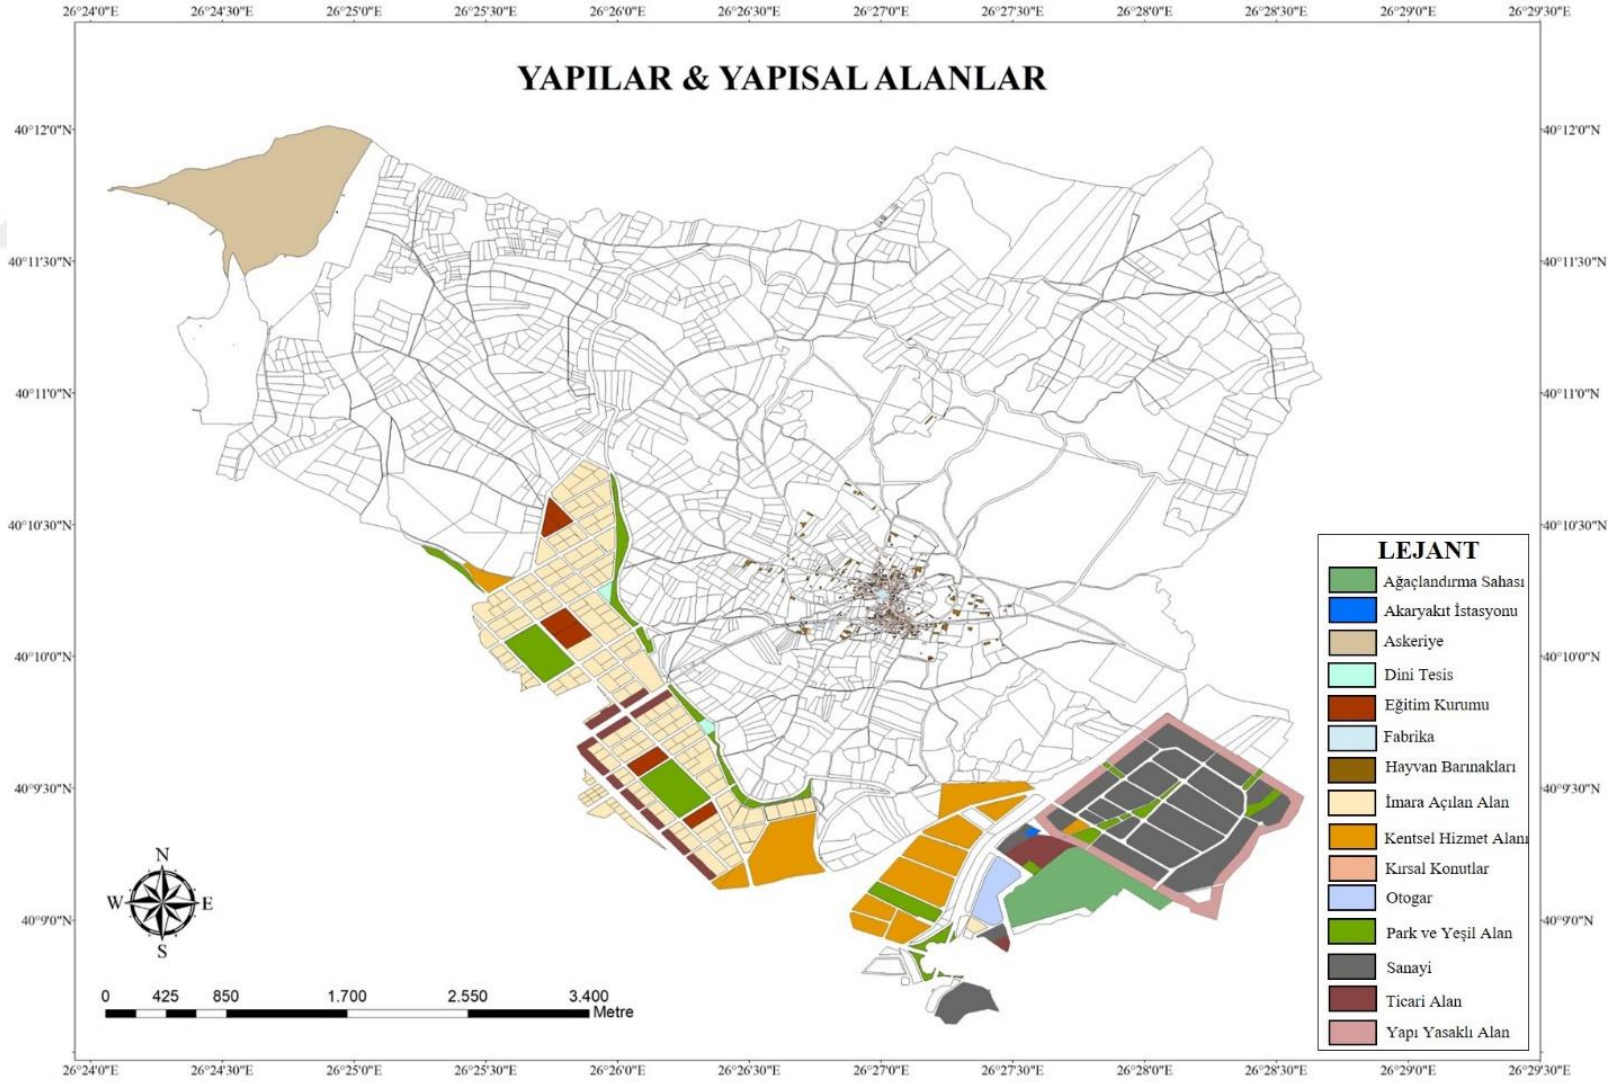 26°24'0"E 26°24'30"E 26°25'0"E 26°25'30"E 26°26'0"E 26°26'30"E 26°27'0"E 26°27'30"E 26°28'0"E 26°28'30"E 26°29'0"E 26°29'30"E
YAPILAR & YAPISAL ALANLAR
40°12'0"N 40°12'0"N
40°11'30"N 40°11'30"N
40°11'0"N 40°11'0"N
40°10'30"N 40°10'30"N
40°10'0"N 40°10'0"N
40°9'30"N 40°9'30"N
40°9'0"N 40°9'0"N
LEJANT
Ağaçlandırma Sahası
Akaryakıt İstasyonu
Askeriye
Dini Tesis
Eğitim Kurumu
Fabrika
Hayvan Barınakları
İmara Açılan Alan
Kentsel Hizmet Alanı
Kırsal Konutlar
Otogar
Park ve Yeşil Alan
Sanayi
Ticari Alan
Yapı Yasaklı Alan
N
W E
S
0 425 850 1.700 2.550 3.400
Metre
26°24'0"E 26°24'30"E 26°25'0"E 26°25'30"E 26°26'0"E 26°26'30"E 26°27'0"E 26°27'30"E 26°28'0"E 26°28'30"E 26°29'0"E 26°29'30"E